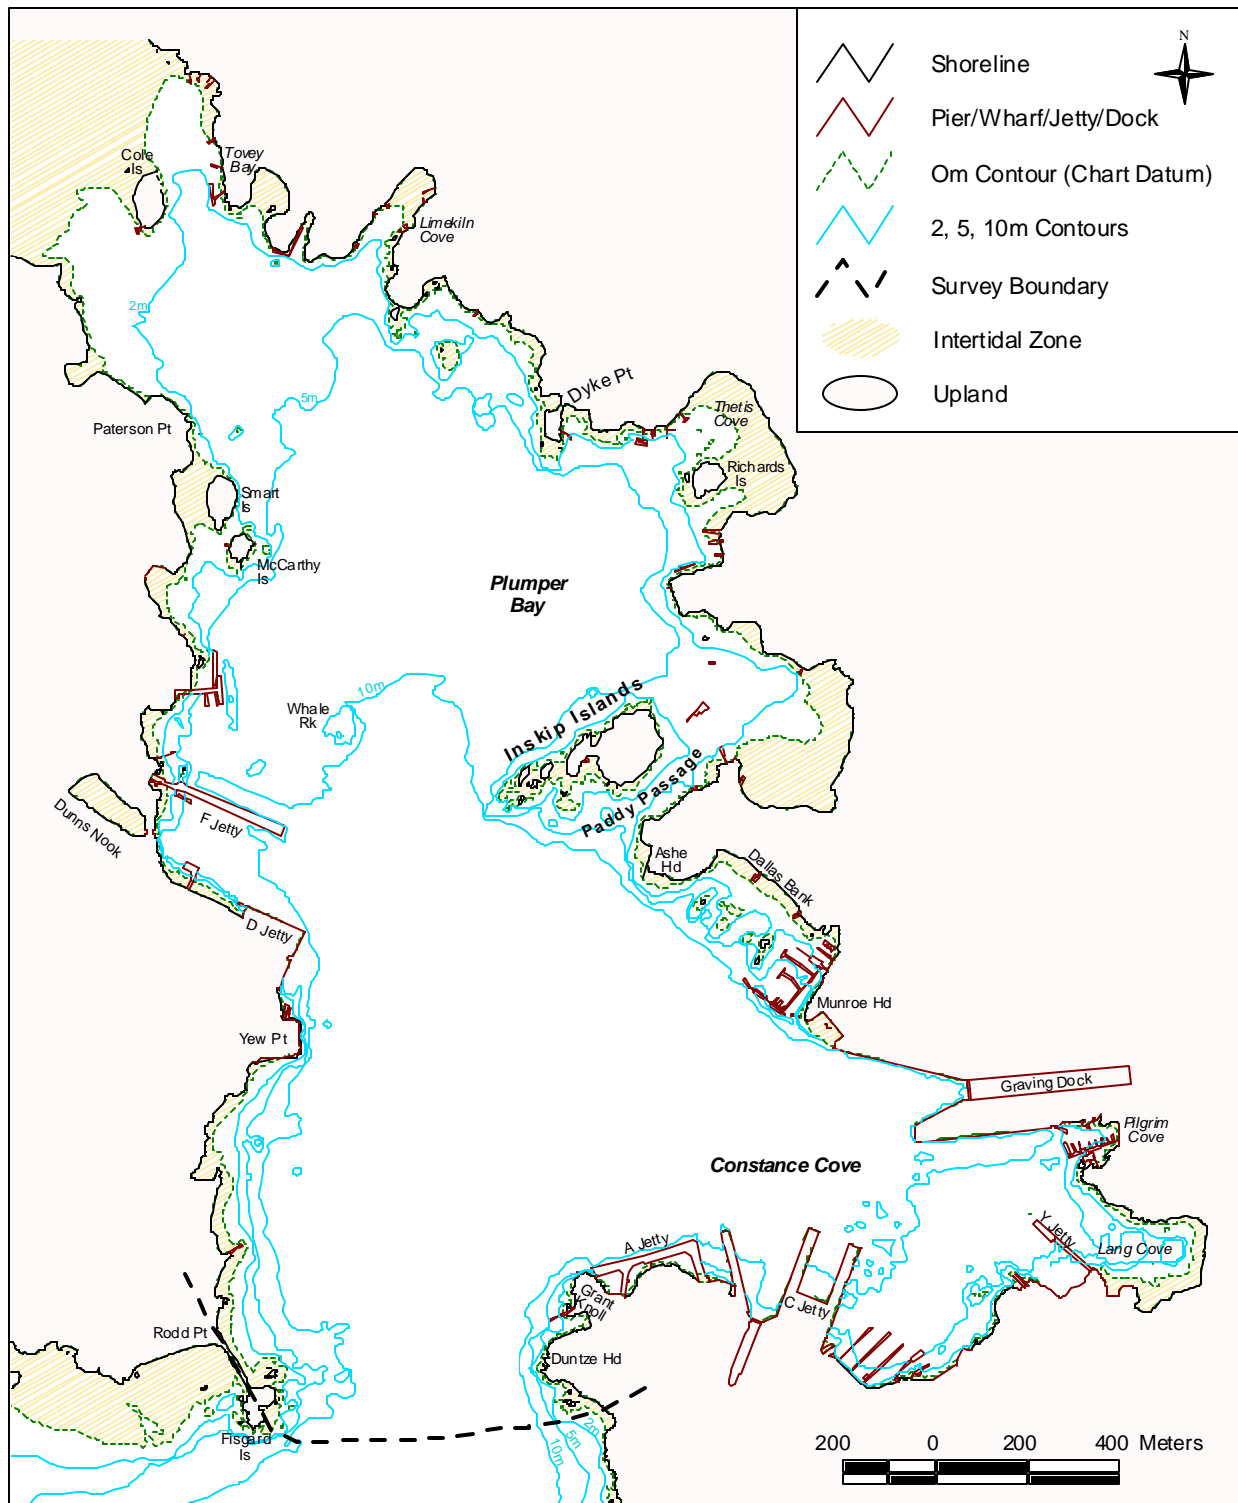 N
Shoreline
Pier/Wharf/Jetty/Dock
0m Contour (Chart Datum)
2, 5, 10m Contours
Survey Boundary
Intertidal Zone
Upland
Cole
Is
Tovey
Bay
Limekiln
Cove
2m
5m
Dyke Pt
Thetis
Cove
Paterson Pt
Richards
Is
Smart
Is
McCarthy
Is
Plumper
Bay
10m
Whale
Rk
Inskip Islands
Paddy Passage
Dunns Nook
F Jetty
Ashe
Hd
Dallas Bank
D Jetty
Munroe Hd
Yew Pt
Graving Dock
Pilgrim
Cove
Constance Cove
A Jetty
Y Jetty
Lang Cove
Grant
Knoll
C Jetty
Rodd Pt
Duntze Hd
Fisgard
Is
2m
5m
10m
200 0 200 400 Meters